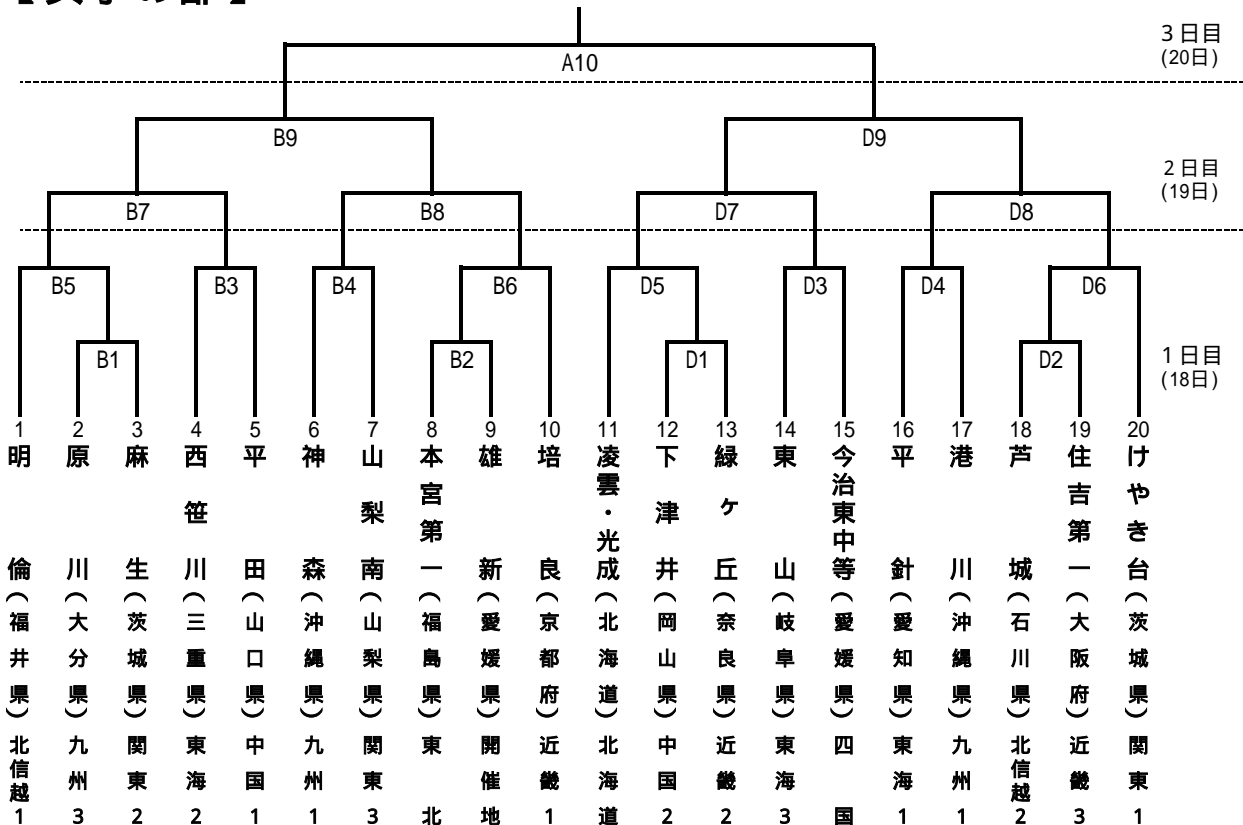 3日目
(20日)
A10
B9
D9
2日目
(19日)
B7
B8
D7
D8
B5
B3
B4
B6
D5
D3
D4
D6
B1
B2
D1
D2
1日目
(18日)
1 明倫(福井県)北信越1
2 原川(大分県)九州3
3 麻生(茨城県)関東2
4 西笹川(三重県)東海2
5 平田(山口県)中国1
6 神森(沖縄県)九州1
7 山梨南(山梨県)関東3
8 本宮第一(福島県)東北
9 雄新(愛媛県)開催地
10 培良(京都府)近畿1
11 凌雲・光成(北海道)北海道
12 下津井(岡山県)中国2
13 緑ヶ丘(奈良県)近畿2
14 東山(岐阜県)東海3
15 今治東中等(愛媛県)四国
16 平針(愛知県)東海1
17 港川(沖縄県)九州1
18 芦城(石川県)北信越2
19 住吉第一(大阪府)近畿3
20 けやき台(茨城県)関東1